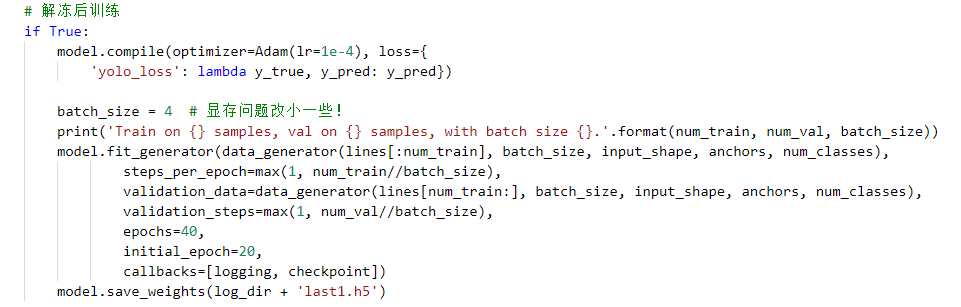 # 解冻后训练
if True:
    model.compile(optimizer=Adam(lr=1e-4), loss={
        'yolo_loss': lambda y_true, y_pred: y_pred})

    batch_size = 4  # 显存问题改小一些！
    print('Train on {} samples, val on {} samples, with batch size {}.'.format(num_train, num_val, batch_size))
    model.fit_generator(data_generator(lines[:num_train], batch_size, input_shape, anchors, num_classes),
            steps_per_epoch=max(1, num_train//batch_size),
            validation_data=data_generator(lines[num_train:], batch_size, input_shape, anchors, num_classes),
            validation_steps=max(1, num_val//batch_size),
            epochs=40,
            initial_epoch=20,
            callbacks=[logging, checkpoint])
    model.save_weights(log_dir + 'last1.h5')